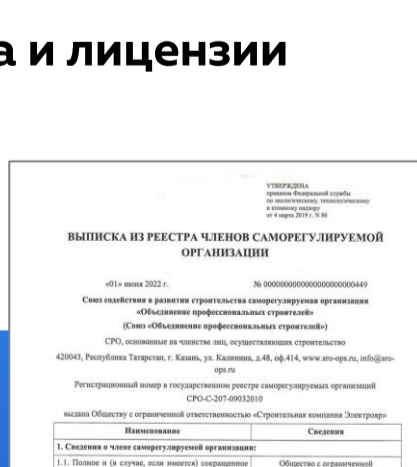 а и лицензии
УТВЕРЖДЕНА
приказом Федеральной службы
по экологическому, технологическому
и атомному надзору
от 4 марта 2019 г. N 86
ВЫПИСКА ИЗ РЕЕСТРА ЧЛЕНОВ САМОРЕГУЛИРУЕМОЙ
ОРГАНИЗАЦИИ
«01» июня 2022 г. № 0000000000000000000000449
Союз содействия в развитии строительства саморегулируемая организация
«Объединение профессиональных строителей»
(Союз «Объединение профессиональных строителей»)
СРО, основанные на членстве лиц, осуществляющих строительство
420043, Республика Татарстан, г. Казань, ул. Калинина, д.48, оф.414, www.sro-ops.ru, info@sro-
ops.ru
Регистрационный номер в государственном реестре саморегулируемых организаций
СРО-С-207-09032010
выдана Обществу с ограниченной ответственностью «Строительная компания Электрояр»
Наименование Сведения
1. Сведения о члене саморегулируемой организации:
1.1. Полное и (в случае, если имеется) сокращенное Общество с ограниченной